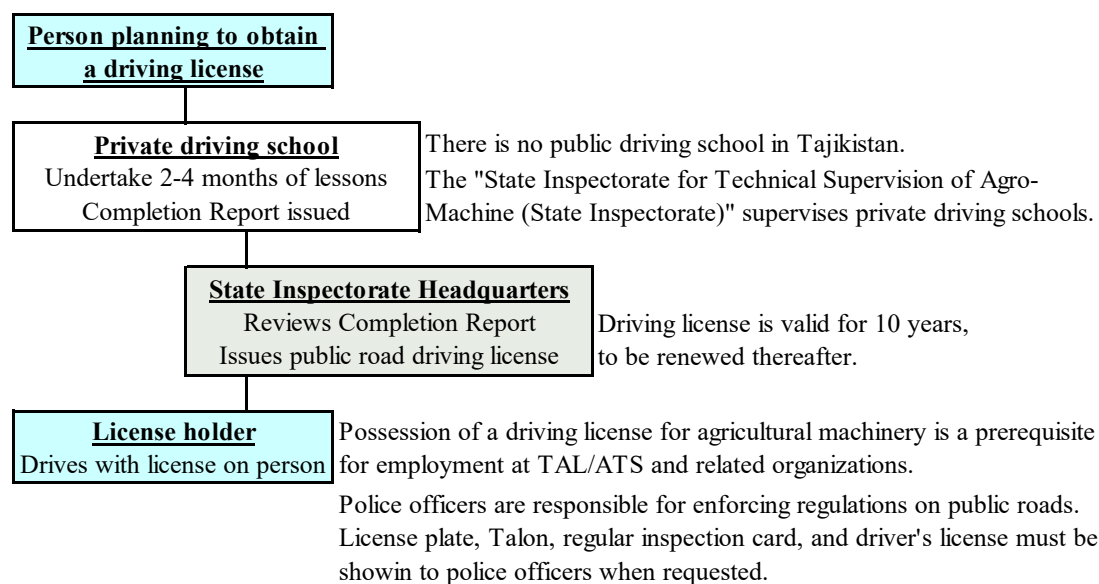 Person planning to obtain
a driving license
Private driving school
Undertake 2-4 months of lessons
Completion Report issued
There is no public driving school in Tajikistan.
The "State Inspectorate for Technical Supervision of Agro-
Machine (State Inspectorate)" supervises private driving schools.
State Inspectorate Headquarters
Reviews Completion Report
Issues public road driving license
Driving license is valid for 10 years,
to be renewed thereafter.
License holder
Drives with license on person
Possession of a driving license for agricultural machinery is a prerequisite
for employment at TAL/ATS and related organizations.
Police officers are responsible for enforcing regulations on public roads.
License plate, Talon, regular inspection card, and driver's license must be
showin to police officers when requested.